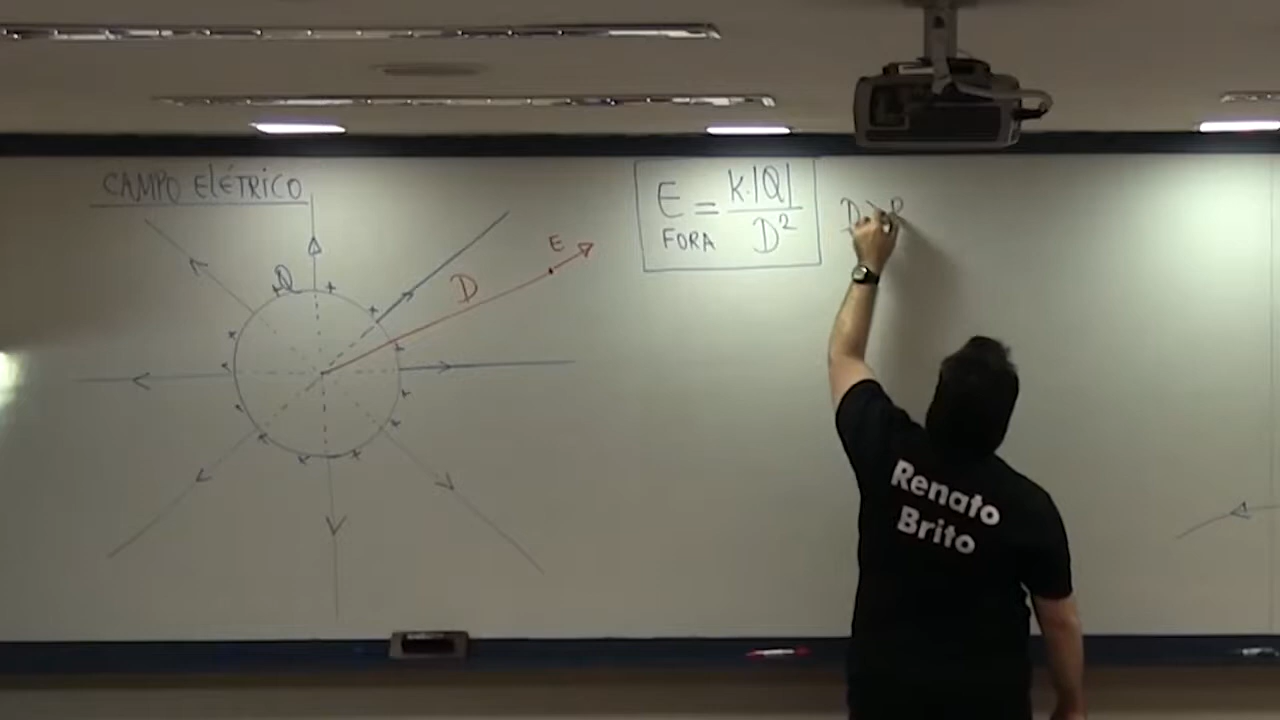 CAMPO ElÉTRICO
Q
D
E
E = K.|Q|
FORA D²
D > R
Renato
Brito